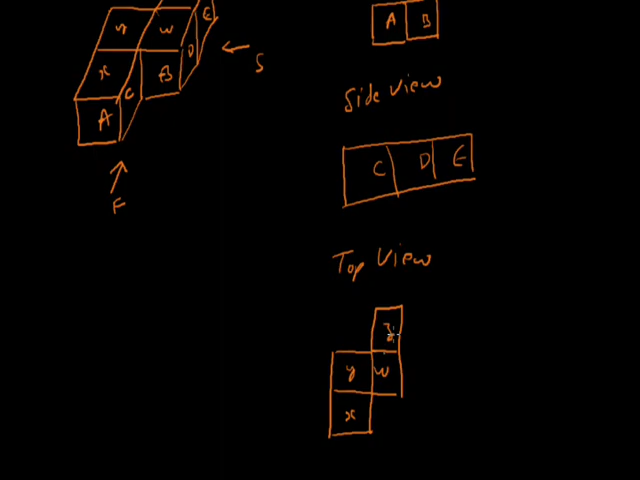 y w E
x B D
C
A
S
F
A B
Side View
C D E
Top View
z
y w
x